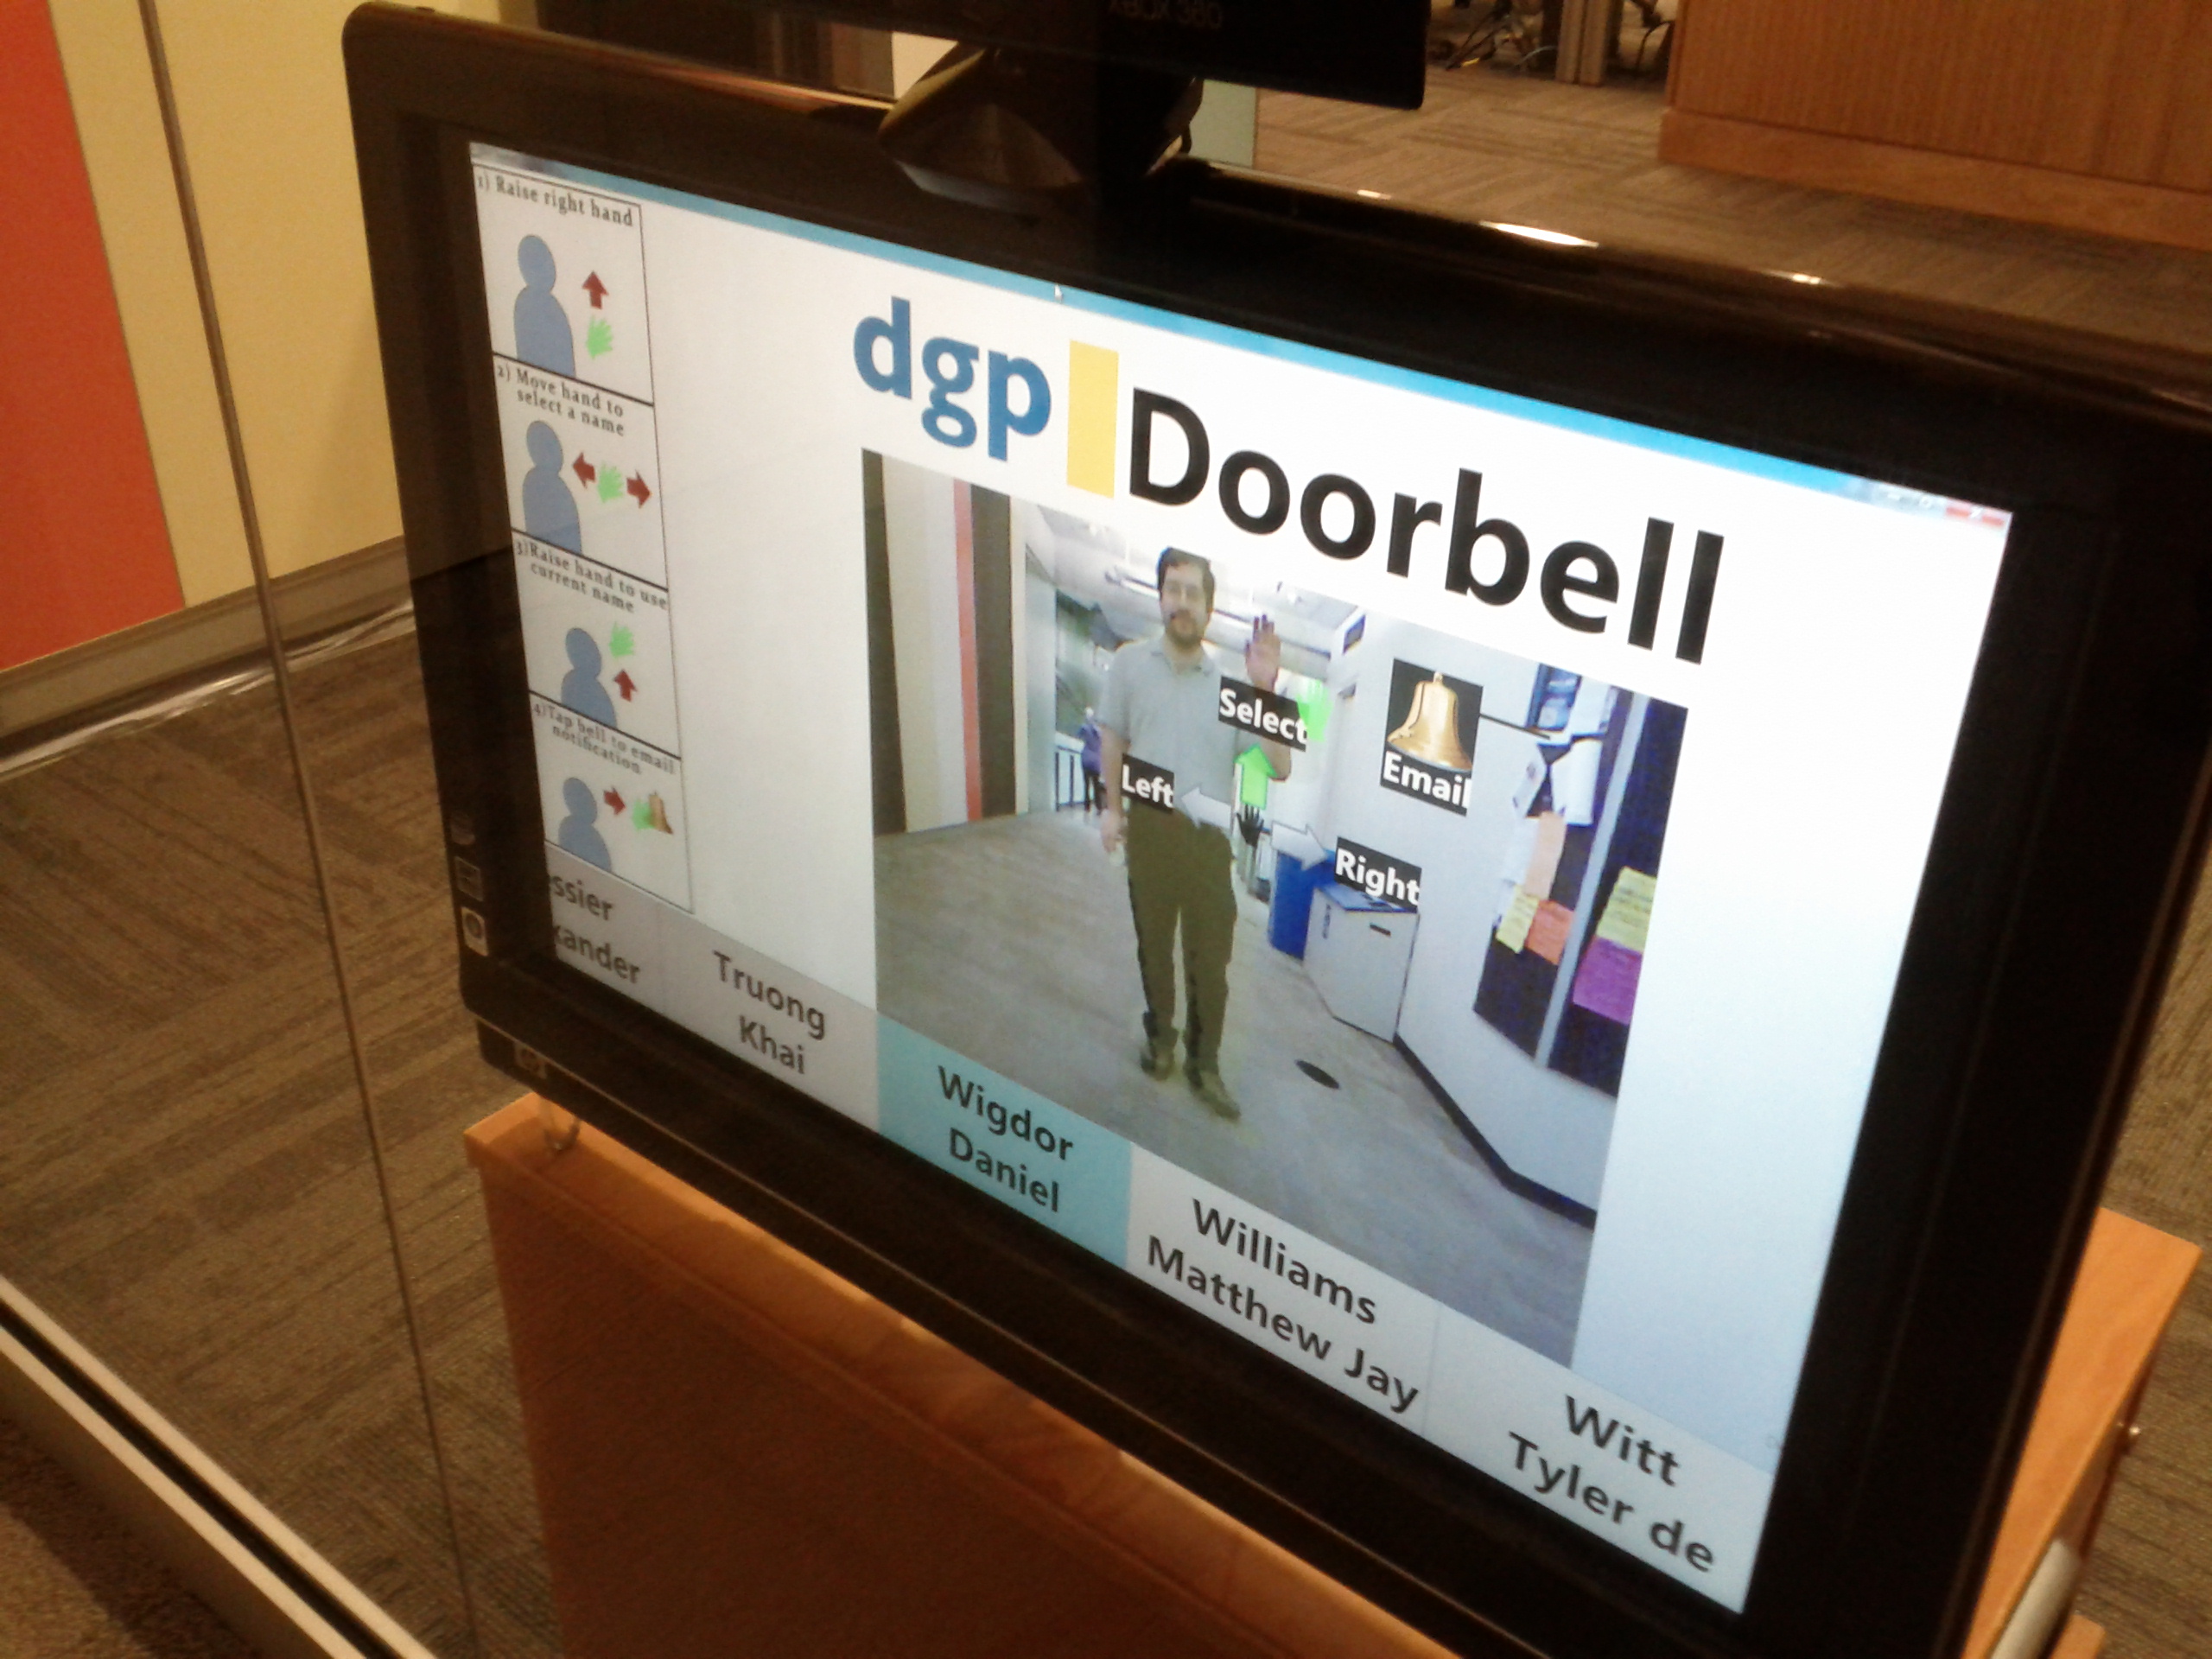 XBOX 360
1) Raise right hand
2) Move hand to
select a name
3)Raise hand to use
current name
4)Tap bell to email
notification
dgp Doorbell
Select
Left
Right
Email
ssier
xander
Truong
Khai
Wigdor
Daniel
Williams
Matthew Jay
Witt
Tyler de